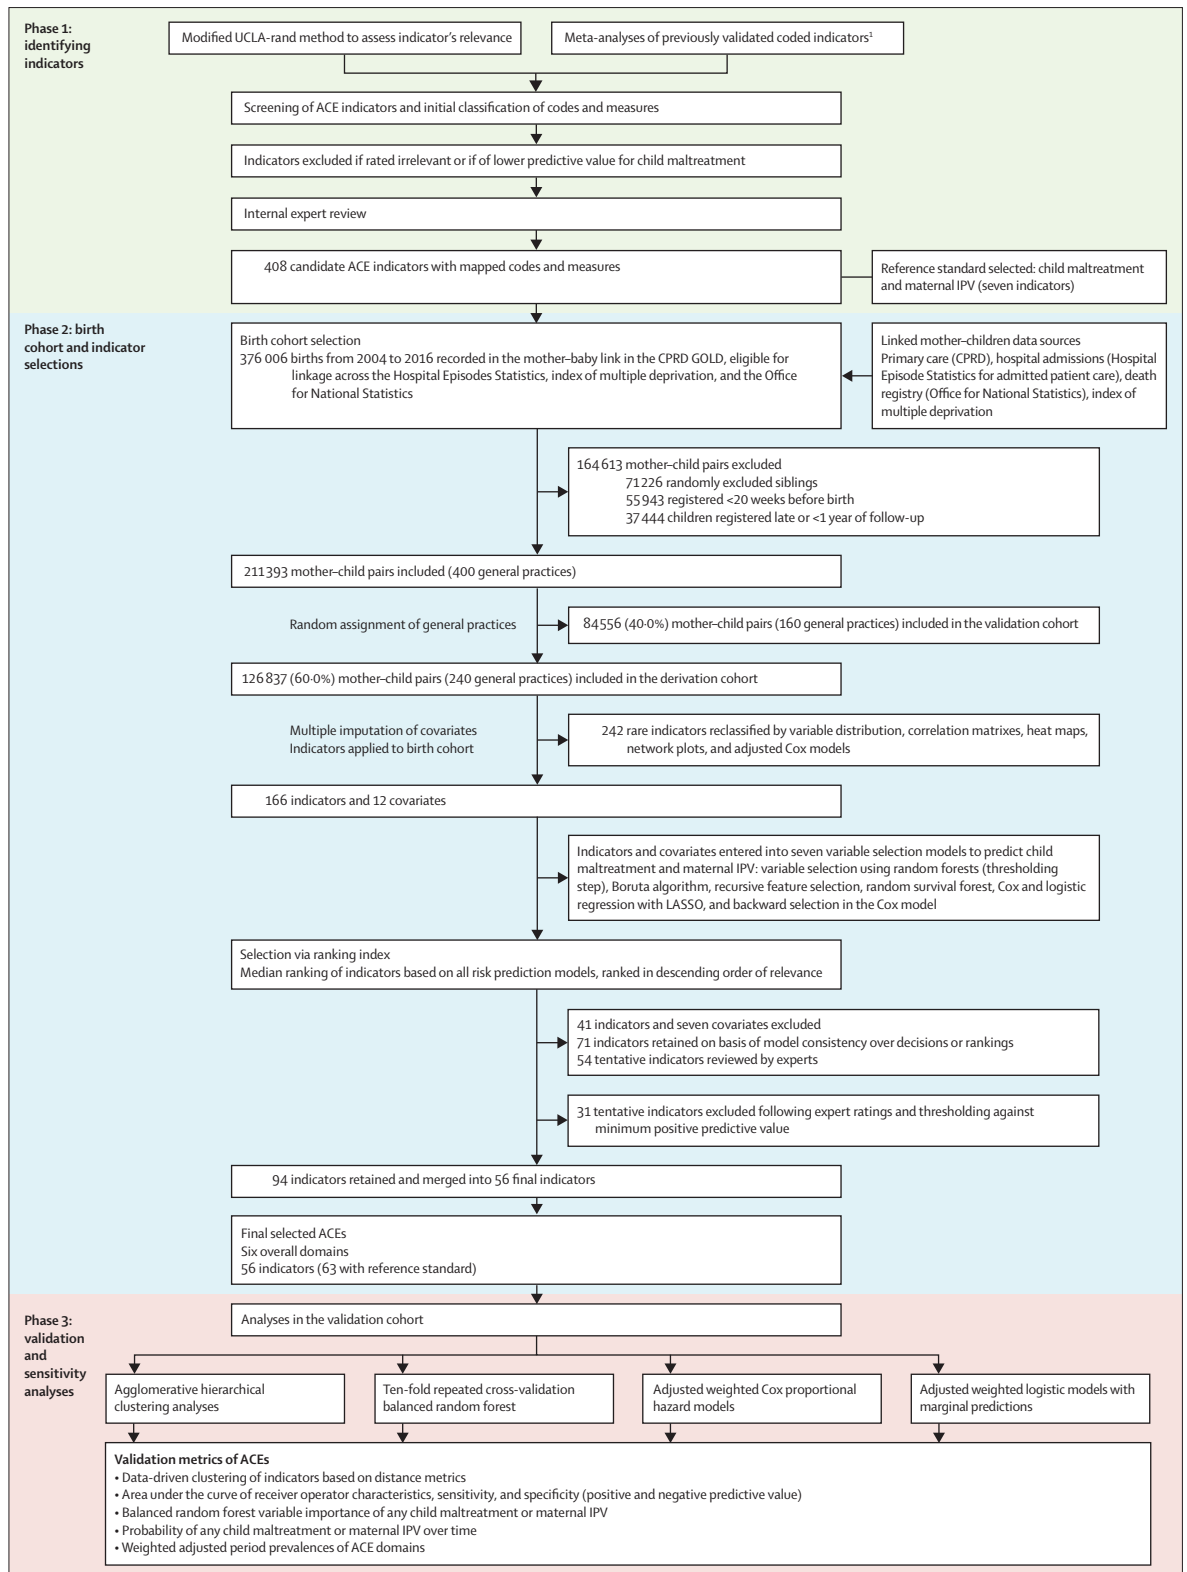 Phase 1:
identifying
indicators
Modified UCLA-rand method to assess indicator's relevance
Meta-analyses of previously validated coded indicators¹
Screening of ACE indicators and initial classification of codes and measures
Indicators excluded if rated irrelevant or if of lower predictive value for child maltreatment
Internal expert review
408 candidate ACE indicators with mapped codes and measures
Reference standard selected: child maltreatment
and maternal IPV (seven indicators)
Phase 2: birth
cohort and indicator
selections
Birth cohort selection
376 006 births from 2004 to 2016 recorded in the mother–baby link in the CPRD GOLD, eligible for
linkage across the Hospital Episodes Statistics, index of multiple deprivation, and the Office
for National Statistics
Linked mother-children data sources
Primary care (CPRD), hospital admissions (Hospital
Episode Statistics for admitted patient care), death
registry (Office for National Statistics), index of
multiple deprivation
164 613 mother–child pairs excluded
71 226 randomly excluded siblings
55 943 registered <20 weeks before birth
37 444 children registered late or <1 year of follow-up
211 393 mother–child pairs included (400 general practices)
Random assignment of general practices
84 556 (40·0%) mother–child pairs (160 general practices) included in the validation cohort
126 837 (60·0%) mother–child pairs (240 general practices) included in the derivation cohort
Multiple imputation of covariates
Indicators applied to birth cohort
242 rare indicators reclassified by variable distribution, correlation matrixes, heat maps,
network plots, and adjusted Cox models
166 indicators and 12 covariates
Indicators and covariates entered into seven variable selection models to predict child
maltreatment and maternal IPV: variable selection using random forests (thresholding
step), Boruta algorithm, recursive feature selection, random survival forest, Cox and logistic
regression with LASSO, and backward selection in the Cox model
Selection via ranking index
Median ranking of indicators based on all risk prediction models, ranked in descending order of relevance
41 indicators and seven covariates excluded
71 indicators retained on basis of model consistency over decisions or rankings
54 tentative indicators reviewed by experts
31 tentative indicators excluded following expert ratings and thresholding against
minimum positive predictive value
94 indicators retained and merged into 56 final indicators
Final selected ACEs
Six overall domains
56 indicators (63 with reference standard)
Phase 3:
validation
and
sensitivity
analyses
Analyses in the validation cohort
Agglomerative hierarchical
clustering analyses
Ten-fold repeated cross-validation
balanced random forest
Adjusted weighted Cox proportional
hazard models
Adjusted weighted logistic models with
marginal predictions
Validation metrics of ACEs
• Data-driven clustering of indicators based on distance metrics
• Area under the curve of receiver operator characteristics, sensitivity, and specificity (positive and negative predictive value)
• Balanced random forest variable importance of any child maltreatment or maternal IPV
• Probability of any child maltreatment or maternal IPV over time
• Weighted adjusted period prevalences of ACE domains